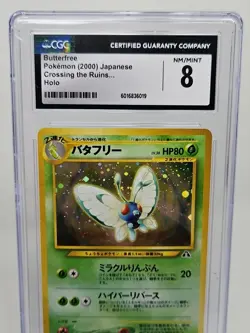 CGC
CERTIFIED GUARANTY COMPANY
Butterfree
Pokémon (2000) Japanese
Crossing the Ruins...
Holo
6016836019
NM/MINT
8
バタフリー HP80
ミラクルりんぷん 20
ハイパーリバース